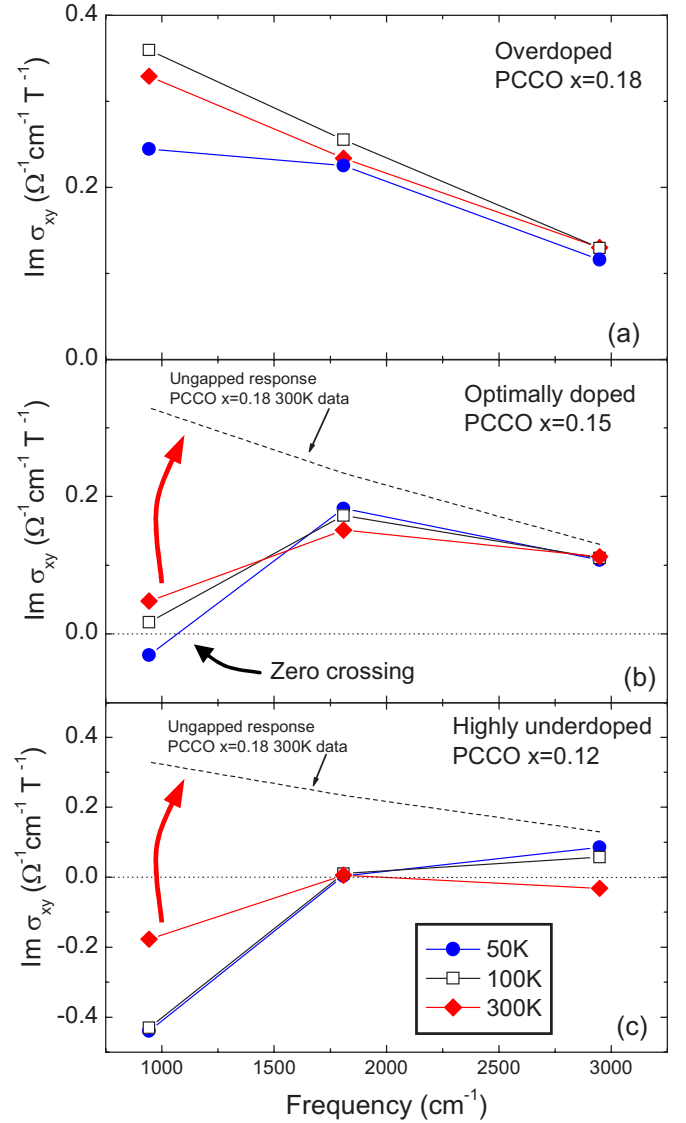 0.4
Overdoped
PCCO x=0.18
0.2
Im σxy (Ω-1cm-1 T-1)
(a)
0.0
Ungapped response
PCCO x=0.18 300K data
Optimally doped
PCCO x=0.15
0.2
Im σxy (Ω-1cm-1 T-1)
0.0
Zero crossing
(b)
Ungapped response
PCCO x=0.18 300K data
Highly underdoped
PCCO x=0.12
0.4
0.2
0.0
Im σxy (Ω-1cm-1 T-1)
-0.2
-0.4
50K
100K
300K
(c)
1000 1500 2000 2500 3000
Frequency (cm-1)